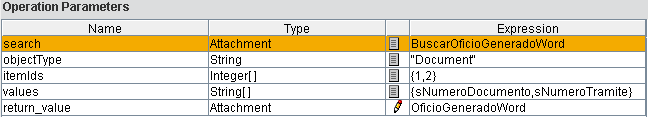 Operation Parameters
Name Type Expression
search Attachment BuscarOficioGeneradoWord
objectType String "Document"
itemIds Integer[] {1,2}
values String[] {sNumeroDocumento,sNumeroTramite}
return_value Attachment OficioGeneradoWord